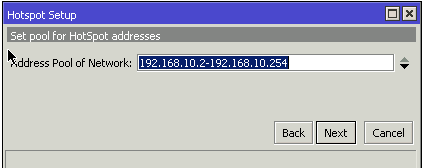 Hotspot Setup
Set pool for HotSpot addresses
Address Pool of Network: 192.168.10.2-192.168.10.254
Back Next Cancel